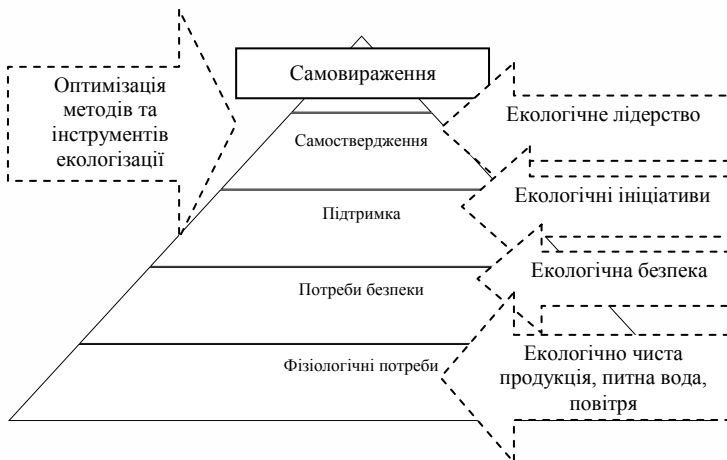 Самовираження
Оптимізація
методів та
інструментів
екологізації
Екологічне лідерство
Самоствердження
Екологічні ініціативи
Підтримка
Екологічна безпека
Потреби безпеки
Екологічно чиста
продукція, питна вода,
повітря
Фізіологічні потреби